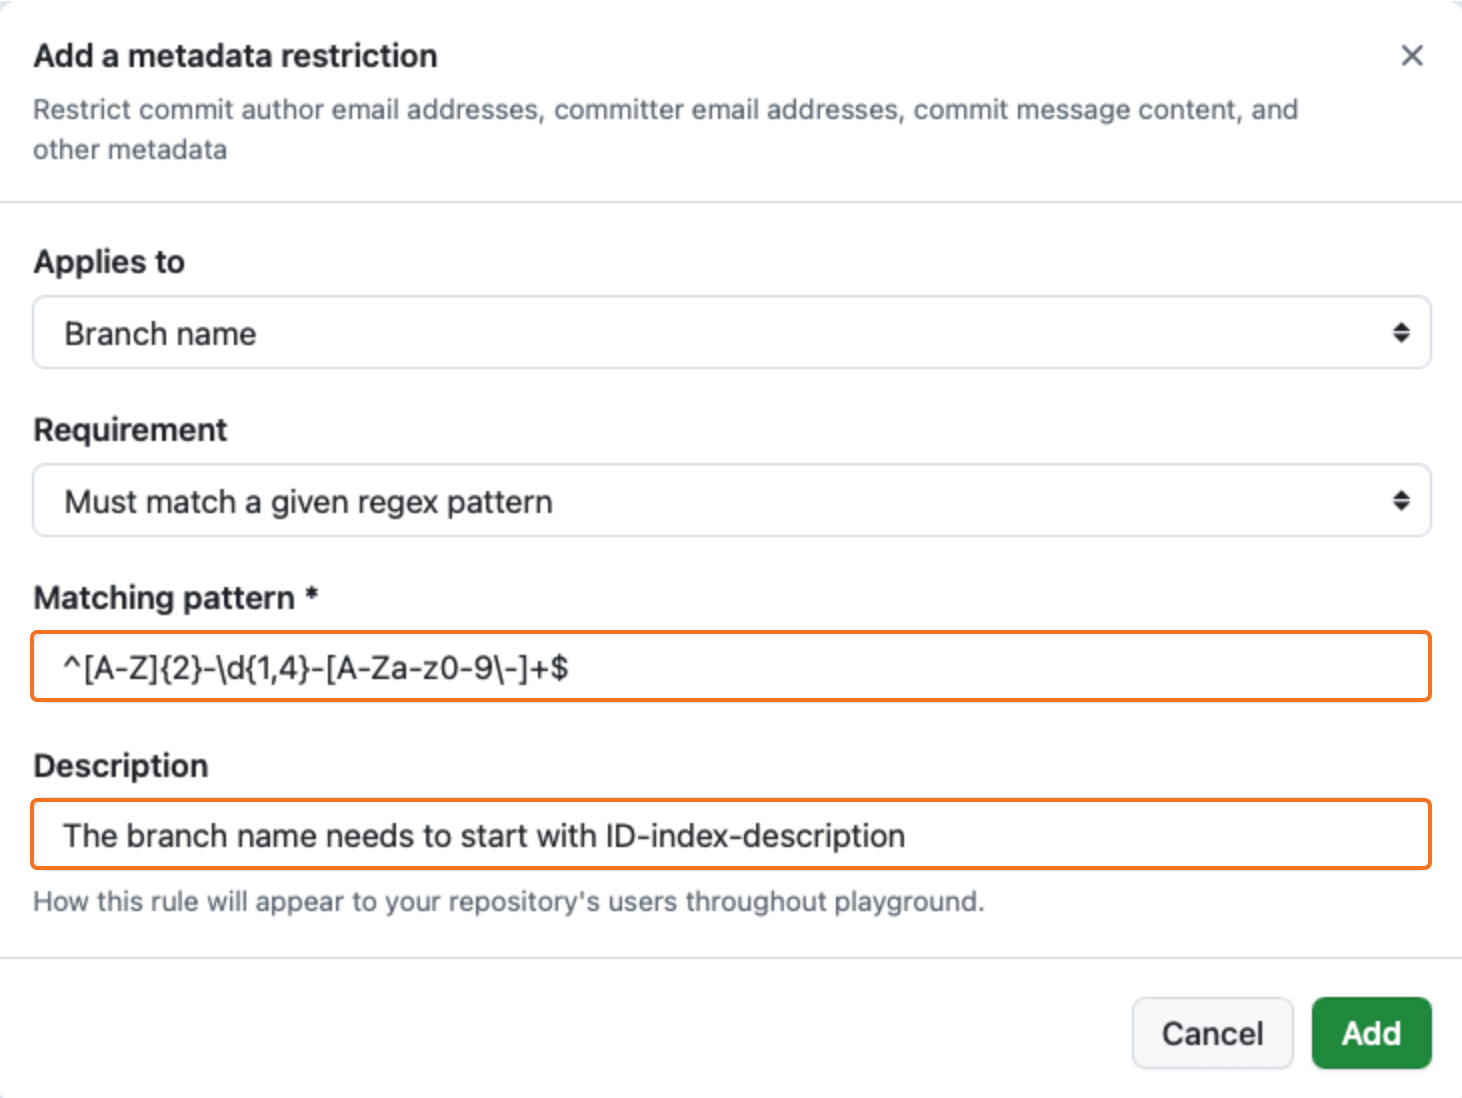 Add a metadata restriction
Restrict commit author email addresses, committer email addresses, commit message content, and
other metadata
Applies to
Branch name
Requirement
Must match a given regex pattern
Matching pattern *
^[A-Z]{2}-\d{1,4}-[A-Za-z0-9\-]+$
Description
The branch name needs to start with ID-index-description
How this rule will appear to your repository's users throughout playground.
Cancel
Add